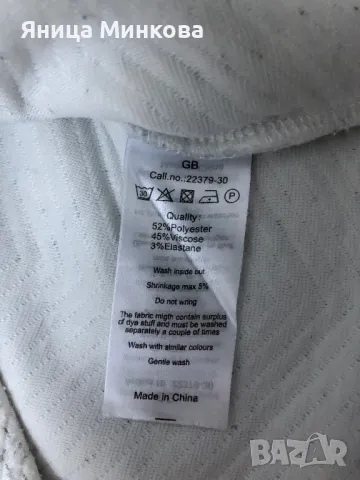 Яница Минкова
GB
Call.no.:22379-30
30
P
Quality:
52%Polyester
45%Viscose
3%Elastane
Wash inside out
Shrinkage max 5%
Do not wring
The fabric migth contain surplus
of dye stuff and must be washed
separately a couple of times
Wash with similar colours
Gentle wash
Made in China
BAZAR